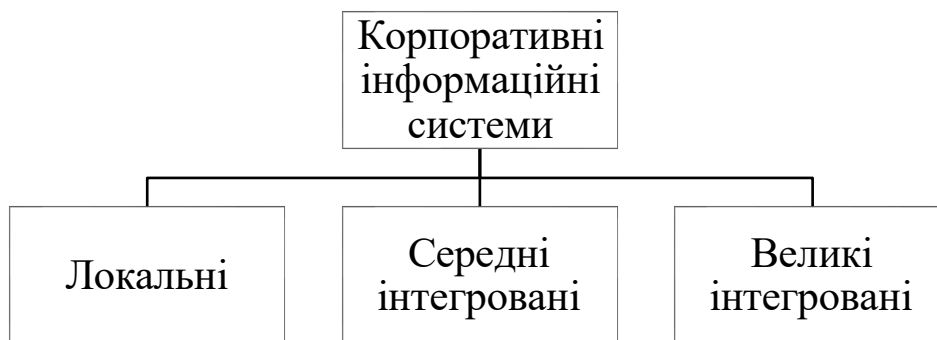 Корпоративні
інформаційні
системи
Локальні
Середні
інтегровані
Великі
інтегровані